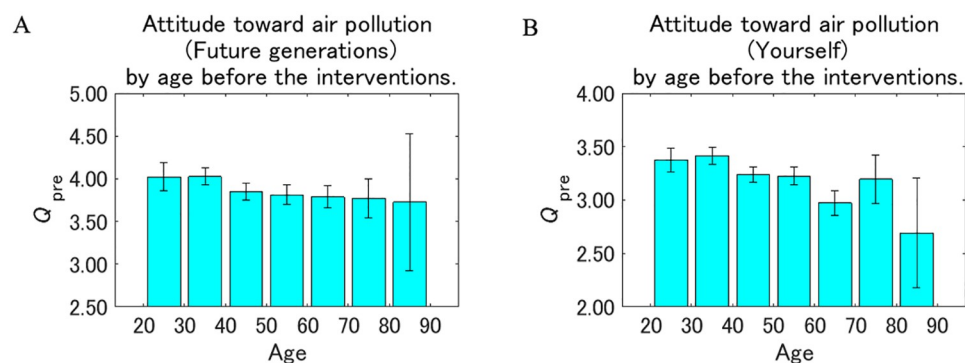 A
Attitude toward air pollution
(Future generations)
by age before the interventions.
5.00
4.50
4.00
3.50
3.00
2.50
Q pre
20 30 40 50 60 70 80 90
Age
B
Attitude toward air pollution
(Yourself)
by age before the interventions.
4.00
3.50
3.00
2.50
2.00
Q pre
20 30 40 50 60 70 80 90
Age